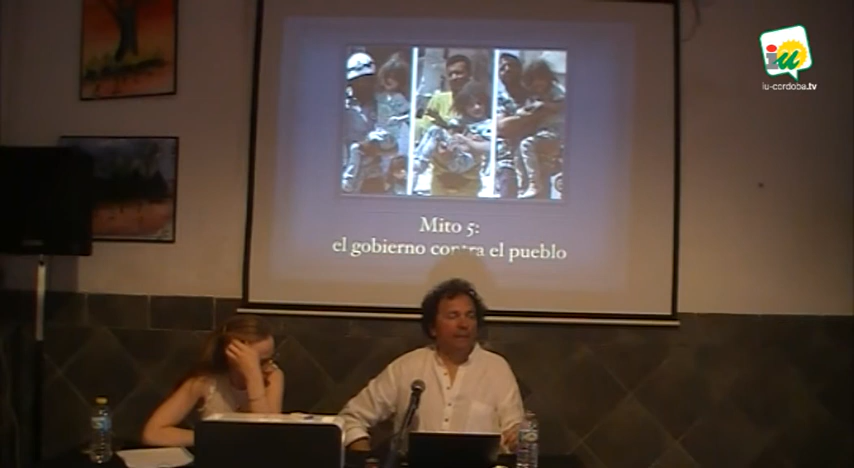 iu
iu-cordoba.tv
Mito 5:
el gobierno contra el pueblo